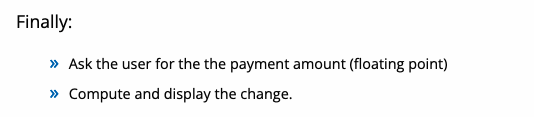 Finally:
» Ask the user for the the payment amount (floating point)
» Compute and display the change.